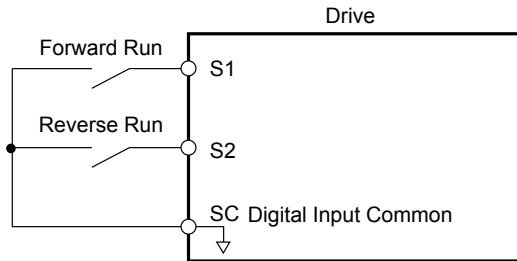 Drive
Forward Run
S1
Reverse Run
S2
SC Digital Input Common